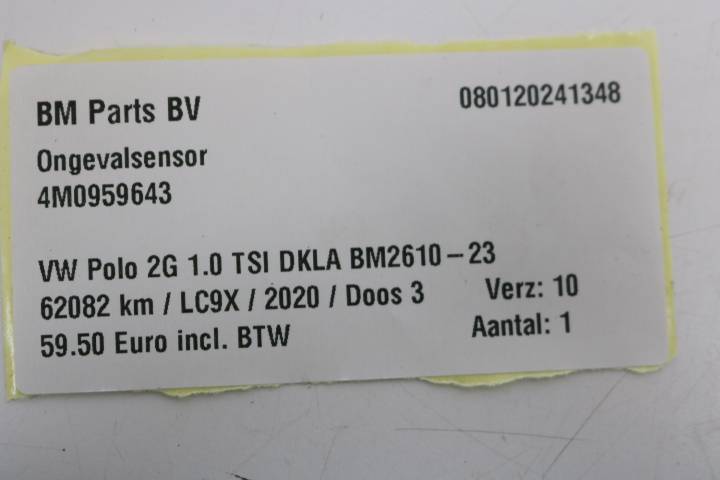 BM Parts BV 080120241348
Ongevalsensor
4M0959643
VW Polo 2G 1.0 TSI DKLA BM2610-23
62082 km / LC9X / 2020 / Doos 3 Verz: 10
59.50 Euro incl. BTW Aantal: 1